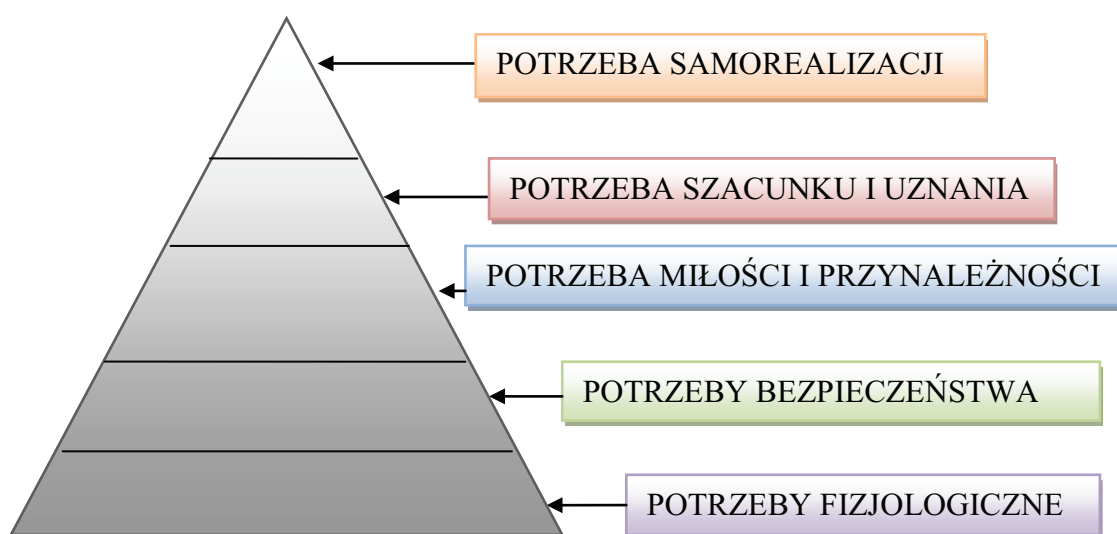 POTRZEBA SAMOREALIZACJI
POTRZEBA SZACUNKU I UZNANIA
POTRZEBA MIŁOŚCI I PRZYNALEŻNOŚCI
POTRZEBY BEZPIECZEŃSTWA
POTRZEBY FIZJOLOGICZNE